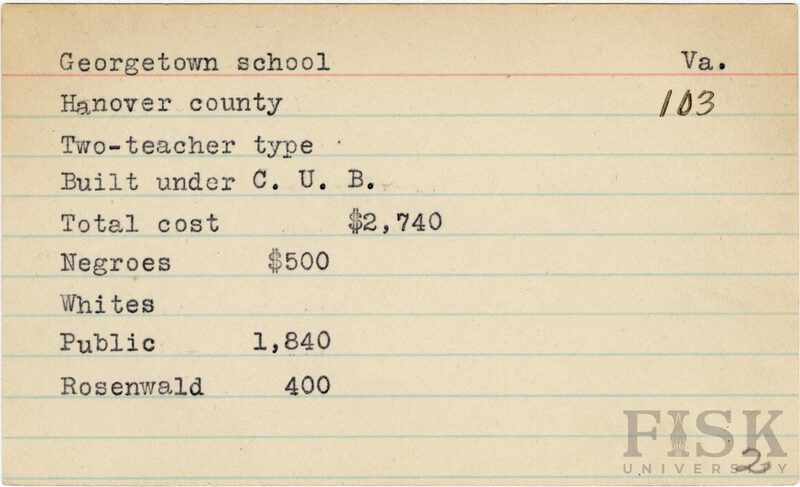 Georgetown school Va.
Hanover county 103
Two-teacher type
Built under C. U. B.
Total cost $2,740
Negroes $500
Whites
Public 1,840
Rosenwald 400
FISK
UNIVERSITY
2